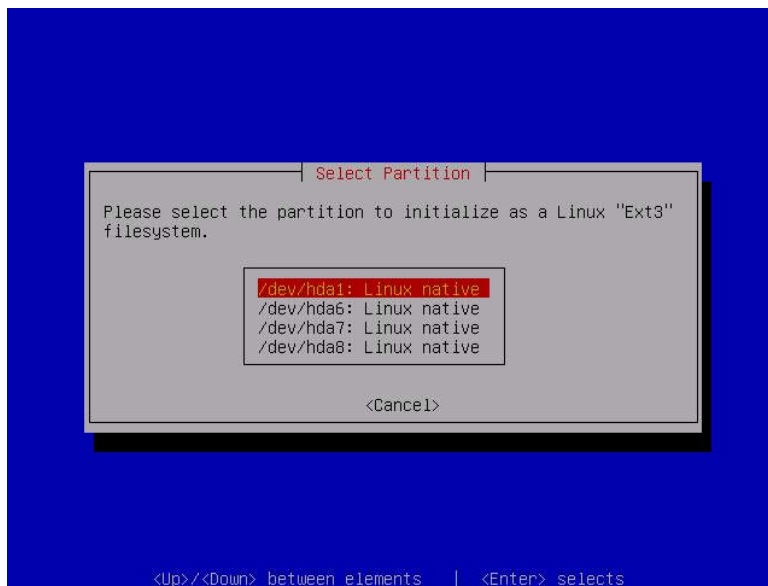 Select Partition
Please select the partition to initialize as a Linux "Ext3"
filesystem.
/dev/hda1: Linux native
/dev/hda6: Linux native
/dev/hda7: Linux native
/dev/hda8: Linux native
<Cancel>
<Up>/<Down> between elements | <Enter> selects